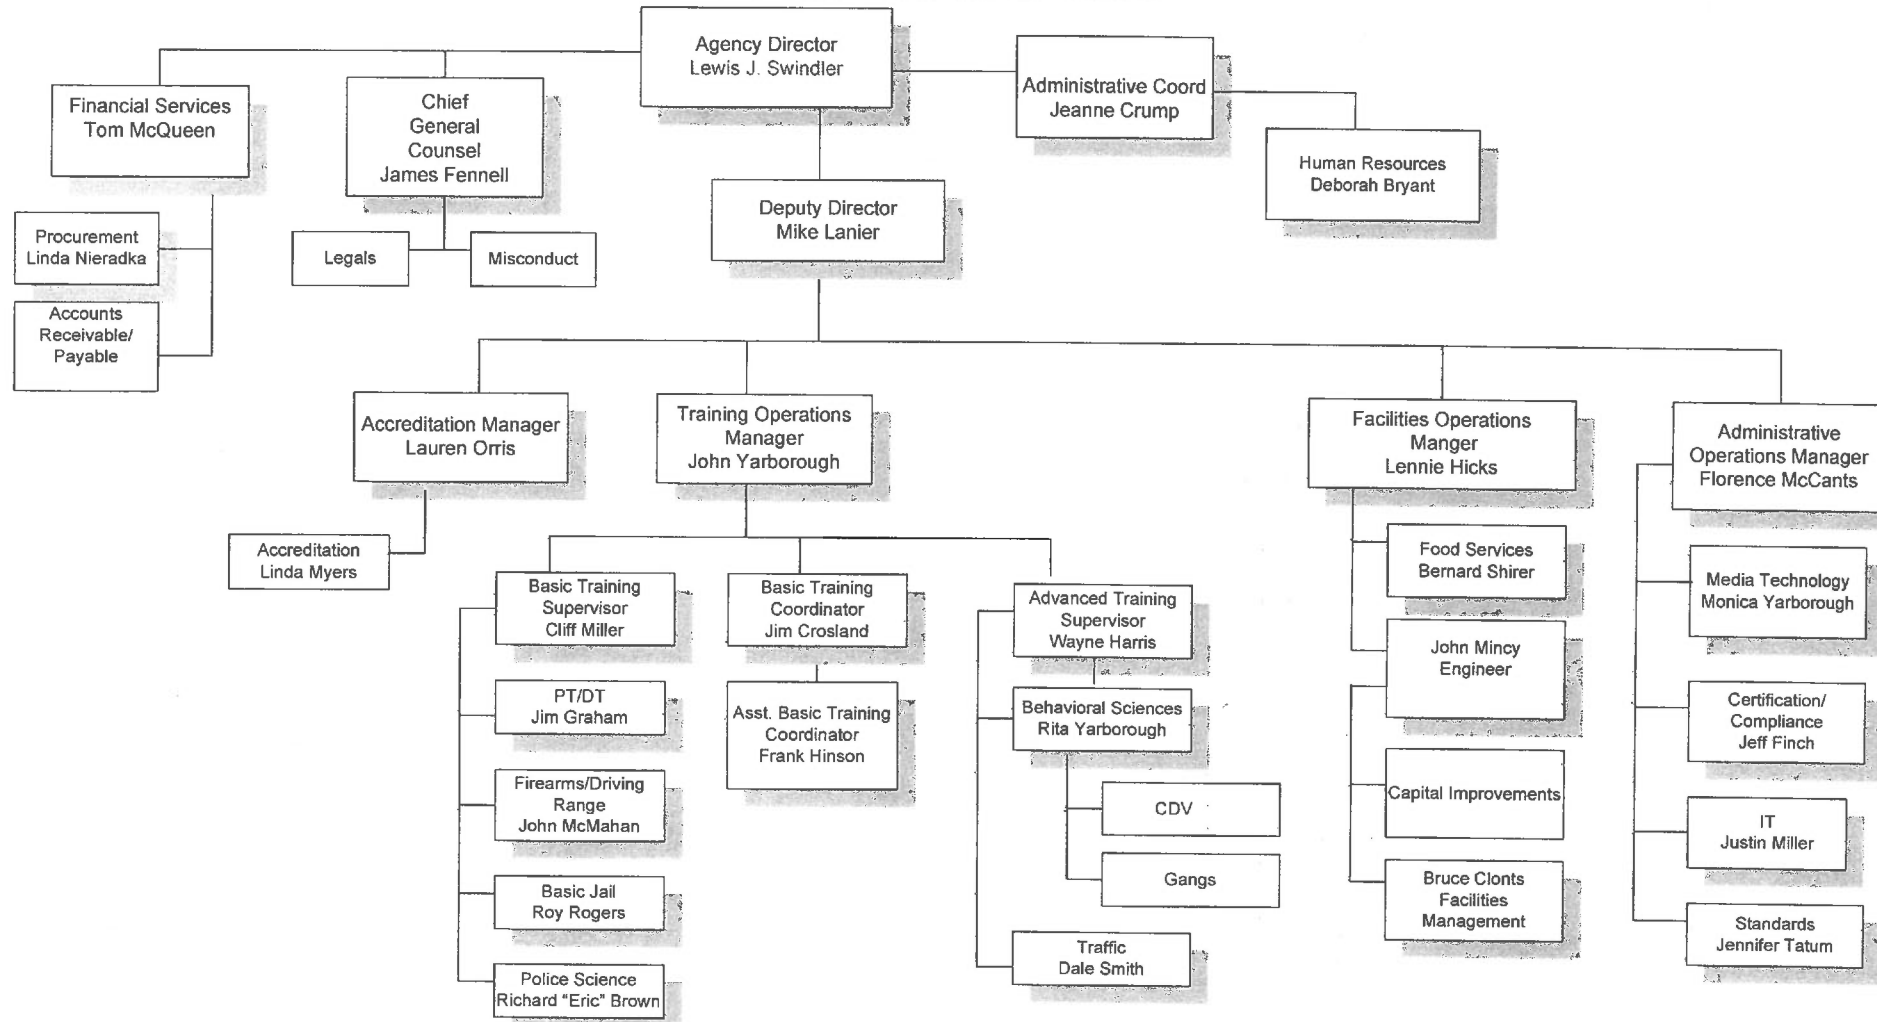 Agency Director
Lewis J. Swindler
Financial Services
Tom McQueen
Chief
General
Counsel
James Fennell
Administrative Coord
Jeanne Crump
Human Resources
Deborah Bryant
Deputy Director
Mike Lanier
Procurement
Linda Nieradka
Legals
Misconduct
Accounts
Receivable/
Payable
Accreditation Manager
Lauren Orris
Training Operations
Manager
John Yarborough
Facilities Operations
Manger
Lennie Hicks
Administrative
Operations Manager
Florence McCants
Accreditation
Linda Myers
Basic Training
Supervisor
Cliff Miller
Basic Training
Coordinator
Jim Crosland
Advanced Training
Supervisor
Wayne Harris
Food Services
Bernard Shirer
Media Technology
Monica Yarborough
PT/DT
Jim Graham
Asst. Basic Training
Coordinator
Frank Hinson
Behavioral Sciences
Rita Yarborough
John Mincy
Engineer
Certification/
Compliance
Jeff Finch
Firearms/Driving
Range
John McMahan
CDV
Capital Improvements
IT
Justin Miller
Basic Jail
Roy Rogers
Gangs
Bruce Clonts
Facilities
Management
Standards
Jennifer Tatum
Traffic
Dale Smith
Police Science
Richard "Eric" Brown